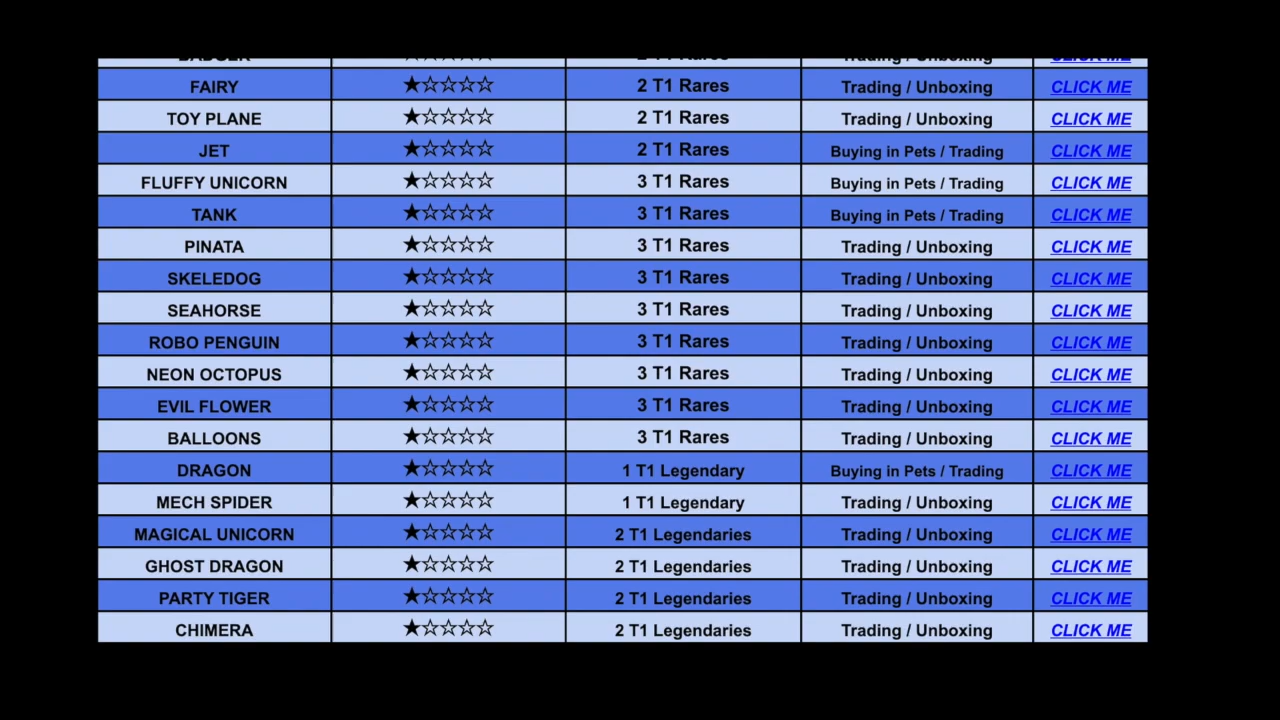 BADGER ★☆☆☆☆ 2 T1 Rares Trading / Unboxing CLICK ME
FAIRY ★☆☆☆☆ 2 T1 Rares Trading / Unboxing CLICK ME
TOY PLANE ★☆☆☆☆ 2 T1 Rares Trading / Unboxing CLICK ME
JET ★☆☆☆☆ 2 T1 Rares Buying in Pets / Trading CLICK ME
FLUFFY UNICORN ★☆☆☆☆ 3 T1 Rares Buying in Pets / Trading CLICK ME
TANK ★☆☆☆☆ 3 T1 Rares Buying in Pets / Trading CLICK ME
PINATA ★☆☆☆☆ 3 T1 Rares Trading / Unboxing CLICK ME
SKELEDOG ★☆☆☆☆ 3 T1 Rares Trading / Unboxing CLICK ME
SEAHORSE ★☆☆☆☆ 3 T1 Rares Trading / Unboxing CLICK ME
ROBO PENGUIN ★☆☆☆☆ 3 T1 Rares Trading / Unboxing CLICK ME
NEON OCTOPUS ★☆☆☆☆ 3 T1 Rares Trading / Unboxing CLICK ME
EVIL FLOWER ★☆☆☆☆ 3 T1 Rares Trading / Unboxing CLICK ME
BALLOONS ★☆☆☆☆ 3 T1 Rares Trading / Unboxing CLICK ME
DRAGON ★☆☆☆☆ 1 T1 Legendary Buying in Pets / Trading CLICK ME
MECH SPIDER ★☆☆☆☆ 1 T1 Legendary Trading / Unboxing CLICK ME
MAGICAL UNICORN ★☆☆☆☆ 2 T1 Legendaries Trading / Unboxing CLICK ME
GHOST DRAGON ★☆☆☆☆ 2 T1 Legendaries Trading / Unboxing CLICK ME
PARTY TIGER ★☆☆☆☆ 2 T1 Legendaries Trading / Unboxing CLICK ME
CHIMERA ★☆☆☆☆ 2 T1 Legendaries Trading / Unboxing CLICK ME